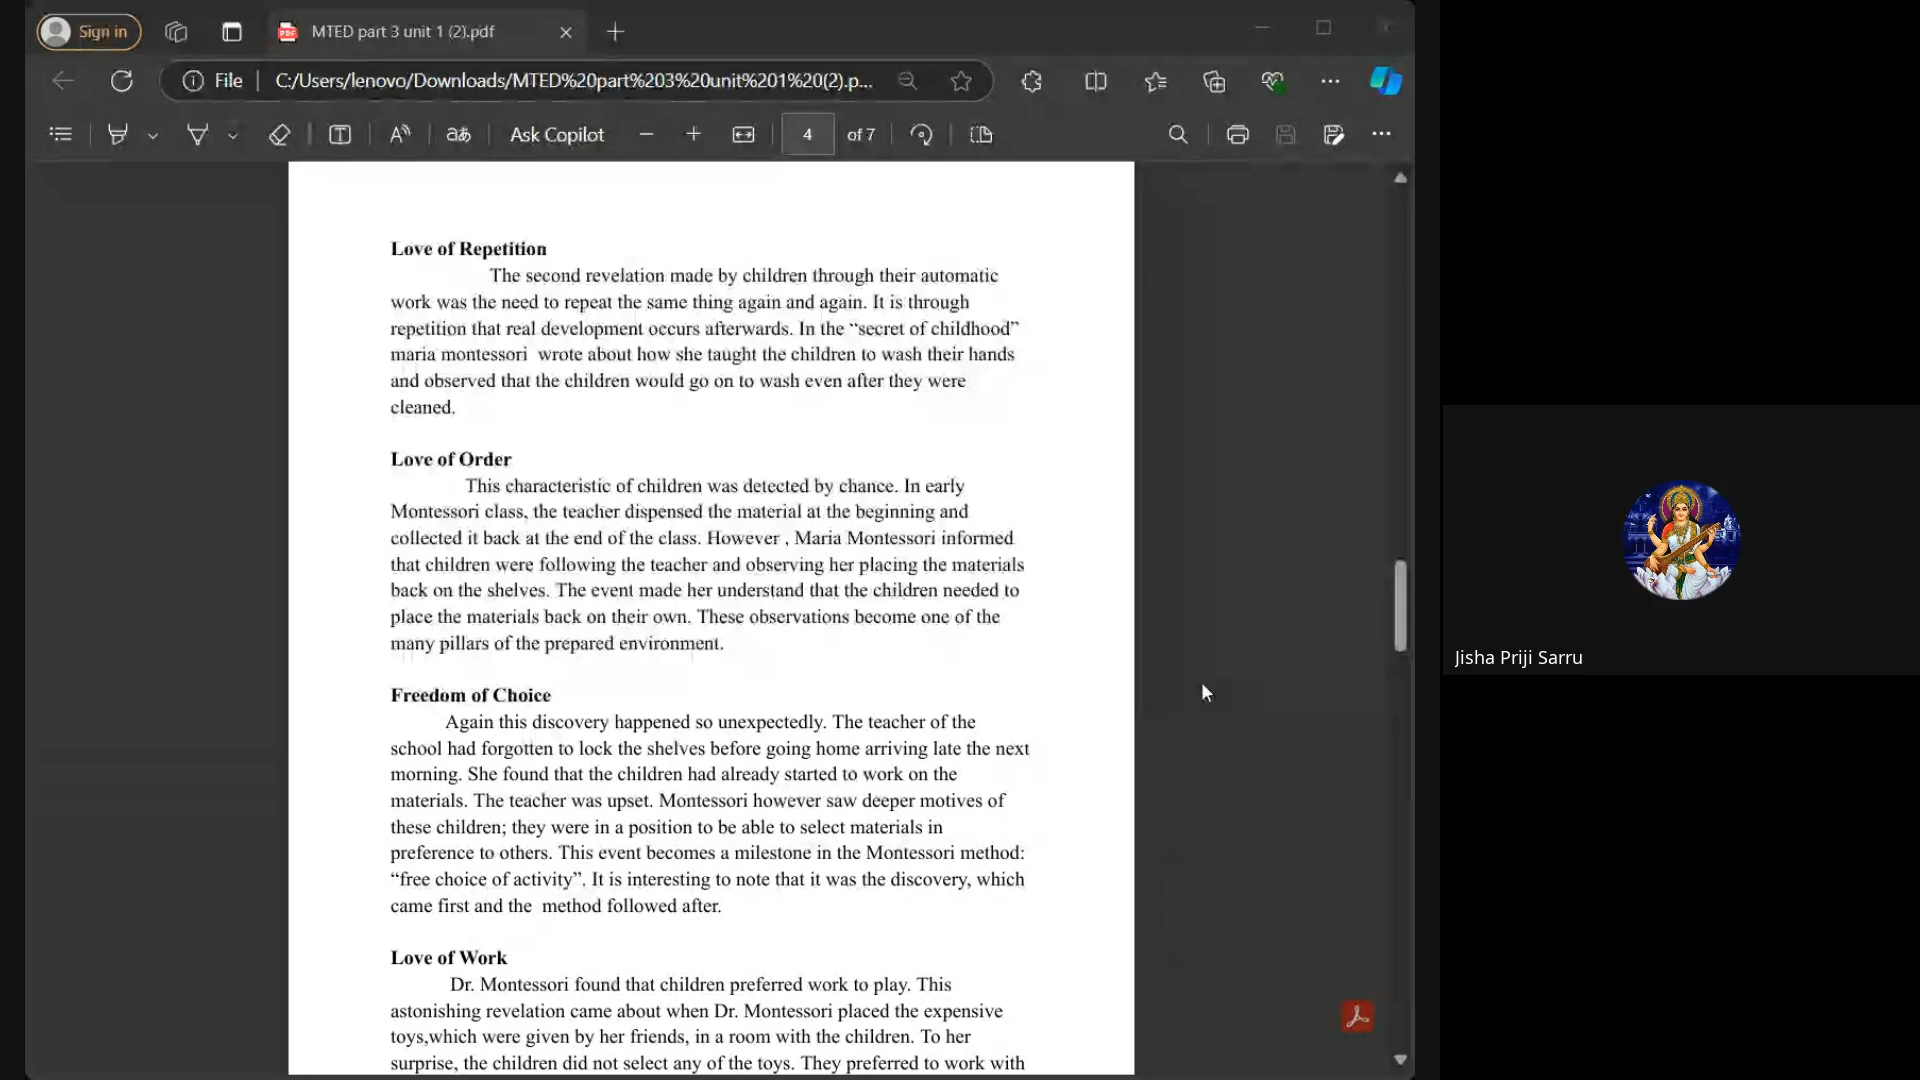 Sign in
MTED part 3 unit 1 (2).pdf
File
C:/Users/lenovo/Downloads/MTED%20part%203%20unit%201%20(2).p...
aあ
Ask Copilot
4
of 7
Love of Repetition
The second revelation made by children through their automatic
work was the need to repeat the same thing again and again. It is through
repetition that real development occurs afterwards. In the “secret of childhood”
maria montessori wrote about how she taught the children to wash their hands
and observed that the children would go on to wash even after they were
cleaned.
Love of Order
This characteristic of children was detected by chance. In early
Montessori class, the teacher dispensed the material at the beginning and
collected it back at the end of the class. However , Maria Montessori informed
that children were following the teacher and observing her placing the materials
back on the shelves. The event made her understand that the children needed to
place the materials back on their own. These observations become one of the
many pillars of the prepared environment.
Freedom of Choice
Again this discovery happened so unexpectedly. The teacher of the
school had forgotten to lock the shelves before going home arriving late the next
morning. She found that the children had already started to work on the
materials. The teacher was upset. Montessori however saw deeper motives of
these children; they were in a position to be able to select materials in
preference to others. This event becomes a milestone in the Montessori method:
“free choice of activity”. It is interesting to note that it was the discovery, which
came first and the method followed after.
Love of Work
Dr. Montessori found that children preferred work to play. This
astonishing revelation came about when Dr. Montessori placed the expensive
toys,which were given by her friends, in a room with the children. To her
surprise, the children did not select any of the toys. They preferred to work with
Jisha Priji Sarru